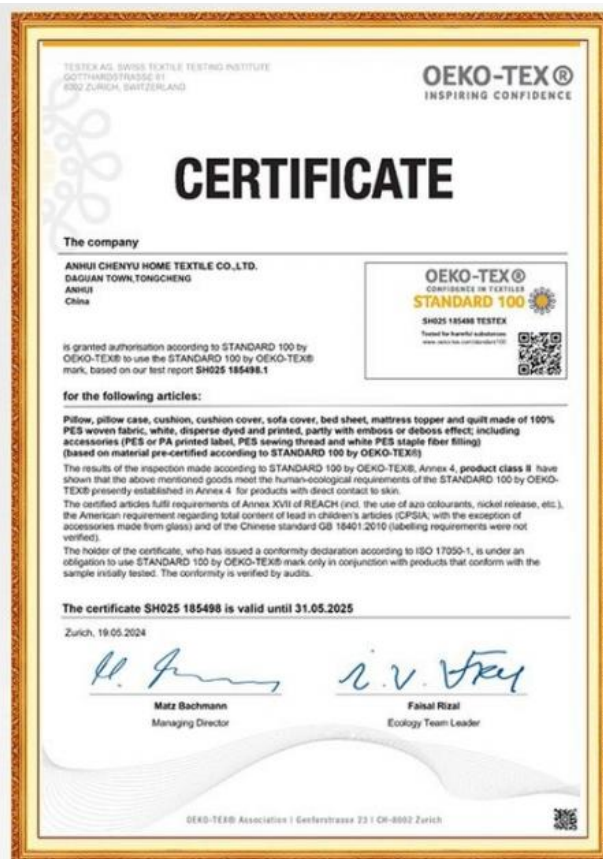 TESTEX AG, SWISS TEXTILE TESTING INSTITUTE
GOTTHARDSTRASSE 61
8002 ZURICH, SWITZERLAND
OEKO-TEX®
INSPIRING CONFIDENCE
CERTIFICATE
The company
ANHUI CHENYU HOME TEXTILE CO.,LTD.
DAGUAN TOWN,TONGCHENG
ANHUI
China
OEKO-TEX®
CONFIDENCE IN TEXTILES
STANDARD 100
SH025 185498 TESTEX
Tested for harmful substances
www.oeko-tex.com/standard100
is granted authorisation according to STANDARD 100 by
OEKO-TEX® to use the STANDARD 100 by OEKO-TEX®
mark, based on our test report SH025 185498.1
for the following articles:
Pillow, pillow case, cushion, cushion cover, sofa cover, bed sheet, mattress topper and quilt made of 100%
PES woven fabric, white, disperse dyed and printed, partly with emboss or deboss effect; including
accessories (PES or PA printed label, PES sewing thread and white PES staple fiber filling)
(based on material pre-certified according to STANDARD 100 by OEKO-TEX®)
The results of the inspection made according to STANDARD 100 by OEKO-TEX®, Annex 4, product class II have
shown that the above mentioned goods meet the human-ecological requirements of the STANDARD 100 by OEKO-
TEX® presently established in Annex 4 for products with direct contact to skin.
The certified articles fulfil requirements of Annex XVII of REACH (incl. the use of azo colourants, nickel release, etc.),
the American requirement regarding total content of lead in children's articles (CPSIA; with the exception of
accessories made from glass) and of the Chinese standard GB 18401:2010 (labelling requirements were not
verified).
The holder of the certificate, who has issued a conformity declaration according to ISO 17050-1, is under an
obligation to use STANDARD 100 by OEKO-TEX® mark only in conjunction with products that conform with the
sample initially tested. The conformity is verified by audits.
The certificate SH025 185498 is valid until 31.05.2025
Zurich, 19.05.2024
Matz Bachmann
Managing Director
Faisal Rizal
Ecology Team Leader
OEKO-TEX® Association | Genferstrasse 23 | CH-8002 Zurich